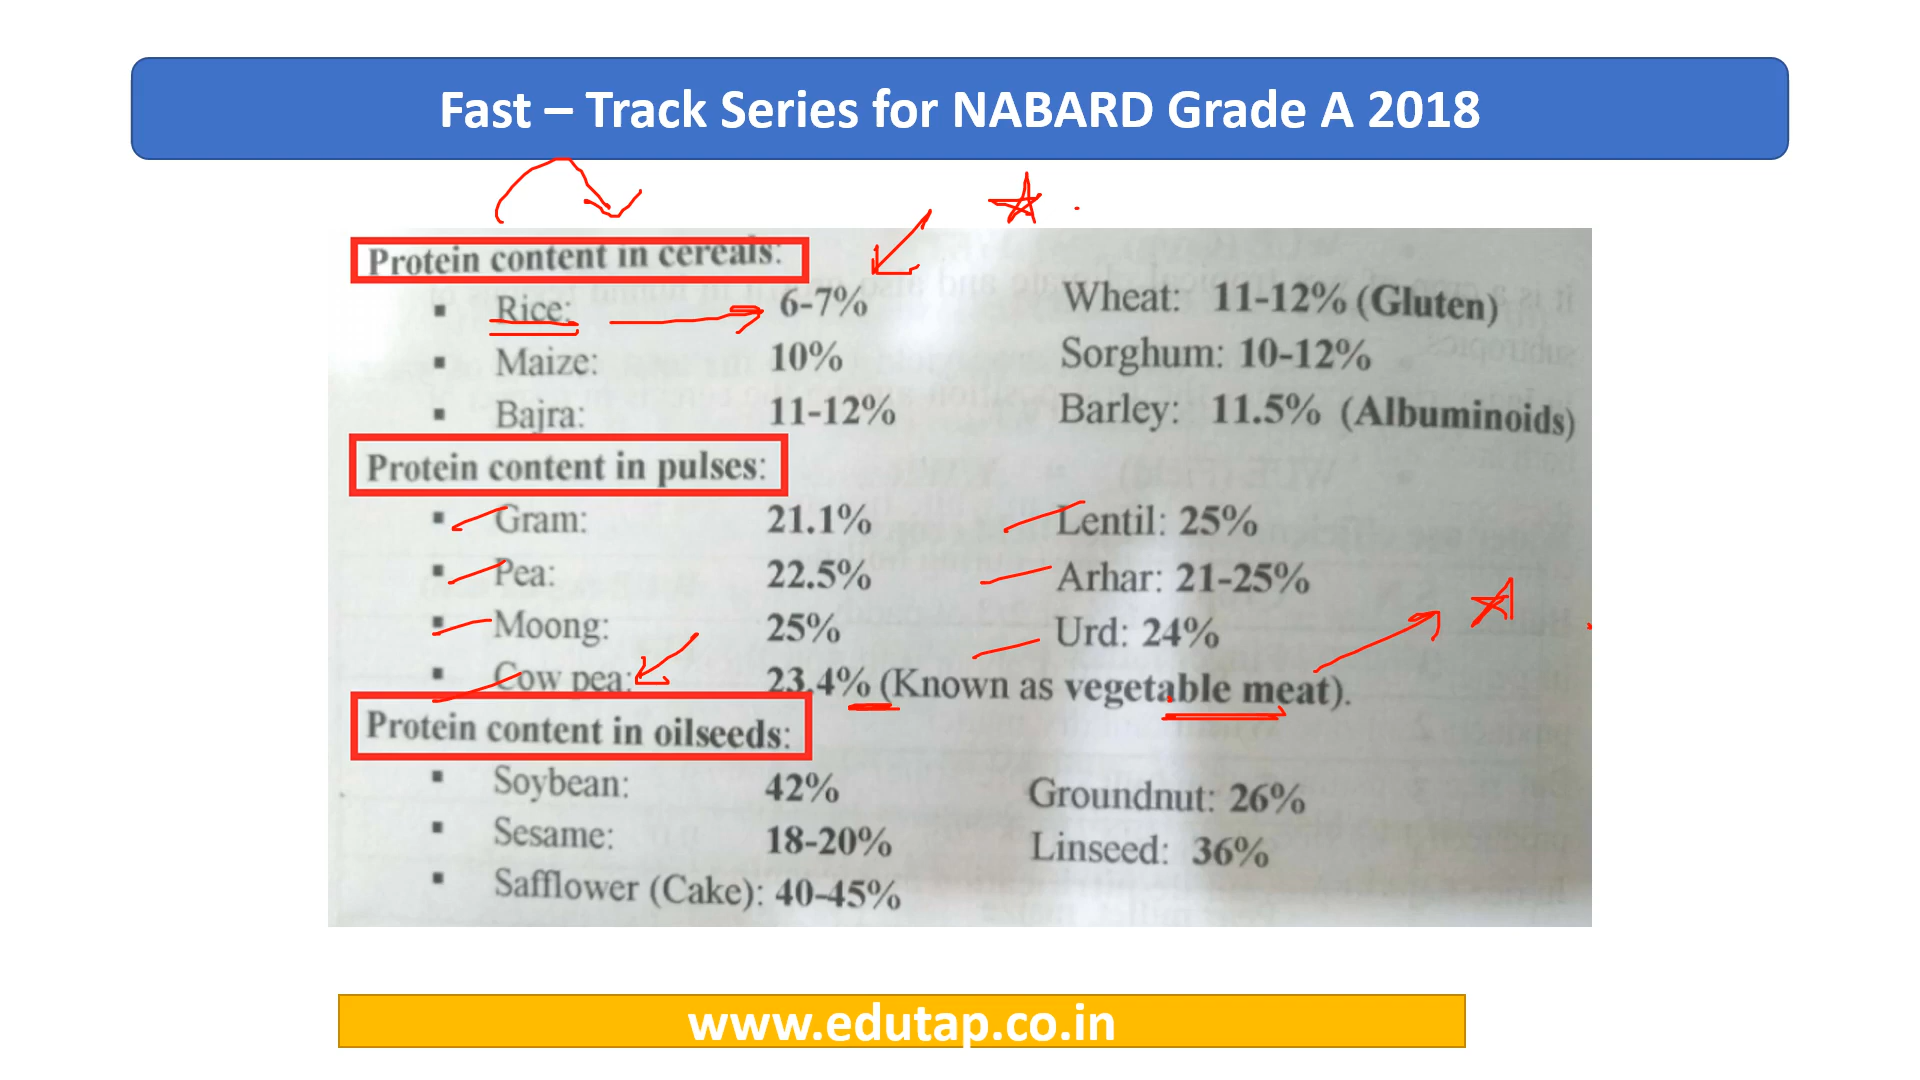 Fast – Track Series for NABARD Grade A 2018
Protein content in cereals:
▪ Rice: 6-7% Wheat: 11-12% (Gluten)
▪ Maize: 10% Sorghum: 10-12%
▪ Bajra: 11-12% Barley: 11.5% (Albuminoids)
Protein content in pulses:
▪ Gram: 21.1% Lentil: 25%
▪ Pea: 22.5% Arhar: 21-25%
▪ Moong: 25% Urd: 24%
▪ Cow pea: 23.4% (Known as vegetable meat).
Protein content in oilseeds:
▪ Soybean: 42% Groundnut: 26%
▪ Sesame: 18-20% Linseed: 36%
▪ Safflower (Cake): 40-45%
www.edutap.co.in